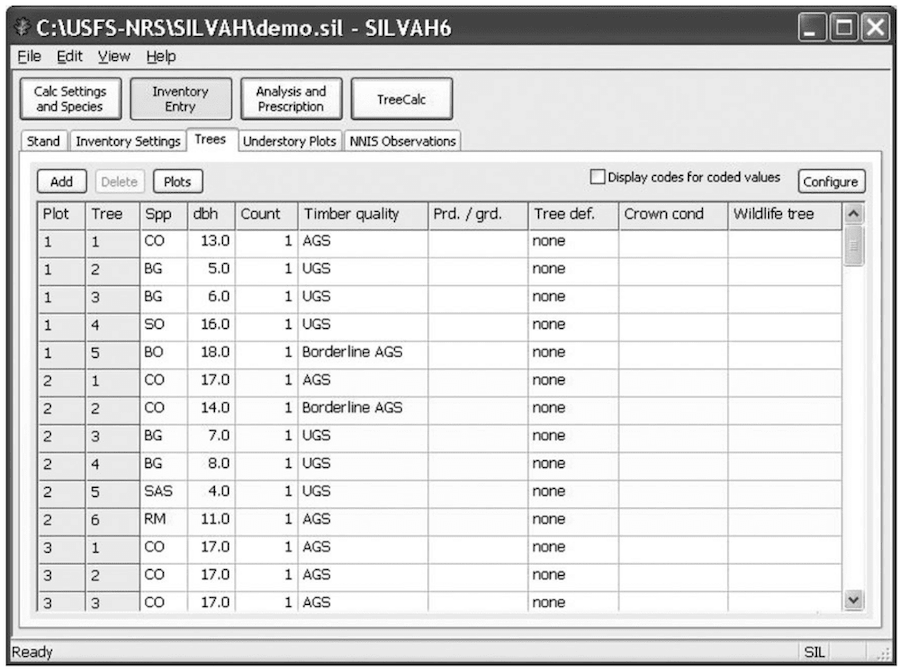 C:\USFS-NRS\SILVAH\demo.sil - SILVAH6
File Edit View Help
Calc Settings and Species
Inventory Entry
Analysis and Prescription
TreeCalc
Stand Inventory Settings Trees Understory Plots NNIS Observations
Add Delete Plots Display codes for coded values Configure
Plot Tree Spp dbh Count Timber quality Prd. / grd. Tree def. Crown cond Wildlife tree
1 1 CO 13.0 1 AGS none
1 2 BG 5.0 1 UGS none
1 3 BG 6.0 1 UGS none
1 4 SO 16.0 1 UGS none
1 5 BO 18.0 1 Borderline AGS none
2 1 CO 17.0 1 AGS none
2 2 CO 14.0 1 Borderline AGS none
2 3 BG 7.0 1 UGS none
2 4 BG 8.0 1 UGS none
2 5 SAS 4.0 1 UGS none
2 6 RM 11.0 1 AGS none
3 1 CO 17.0 1 AGS none
3 2 CO 17.0 1 AGS none
3 3 CO 17.0 1 AGS none
Ready SIL